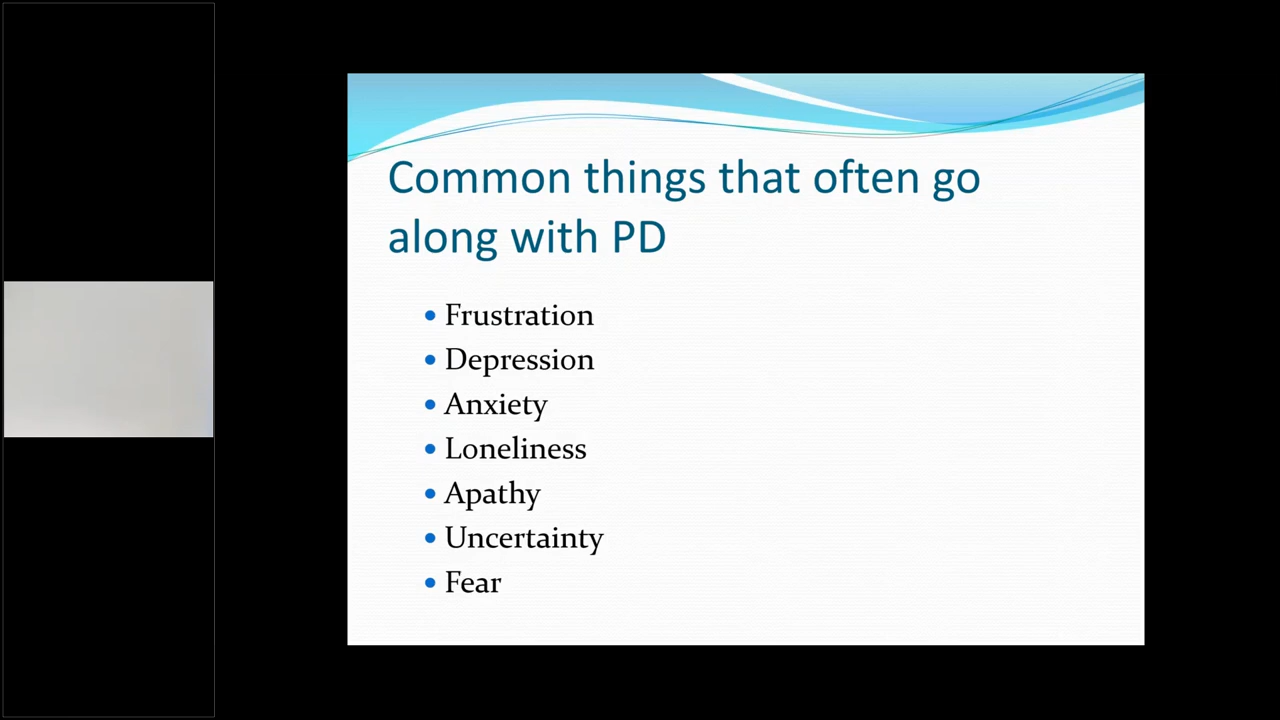 Common things that often go
along with PD
• Frustration
• Depression
• Anxiety
• Loneliness
• Apathy
• Uncertainty
• Fear